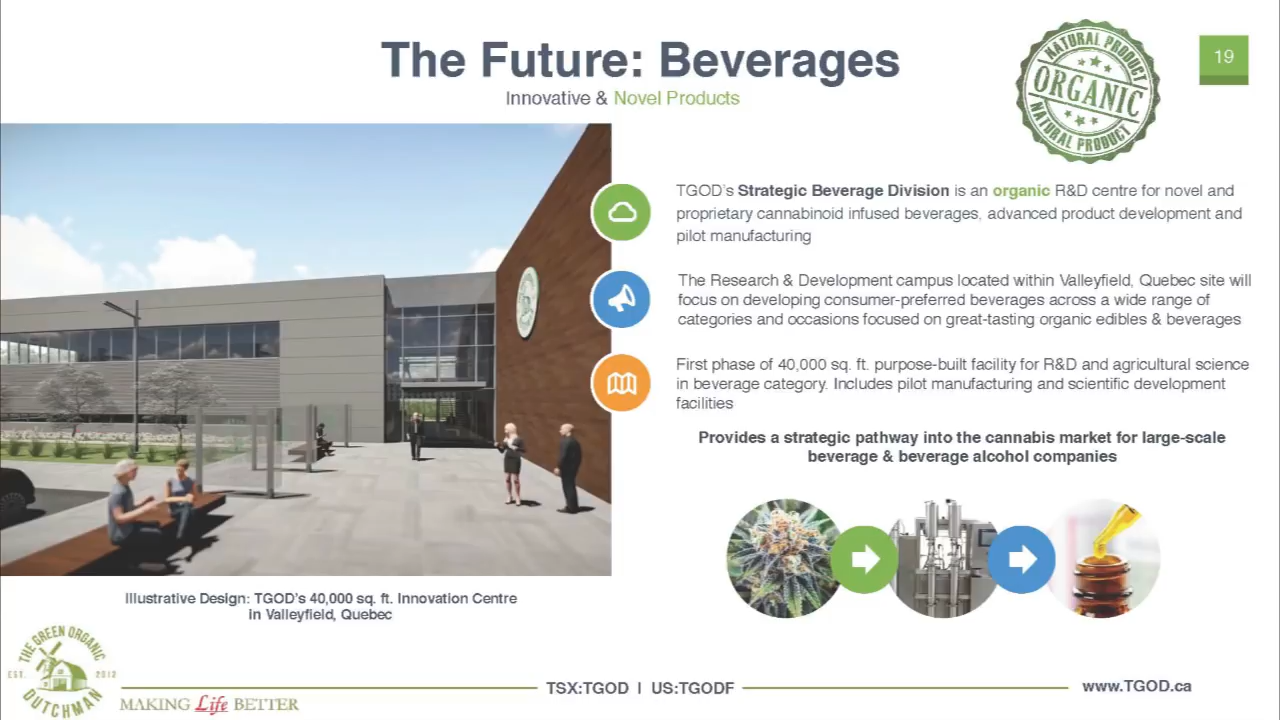 The Future: Beverages
Innovative & Novel Products
NATURAL PRODUCT
ORGANIC
NATURAL PRODUCT
19
TGOD's Strategic Beverage Division is an organic R&D centre for novel and
proprietary cannabinoid infused beverages, advanced product development and
pilot manufacturing
The Research & Development campus located within Valleyfield, Quebec site will
focus on developing consumer-preferred beverages across a wide range of
categories and occasions focused on great-tasting organic edibles & beverages
First phase of 40,000 sq. ft. purpose-built facility for R&D and agricultural science
in beverage category. Includes pilot manufacturing and scientific development
facilities
Provides a strategic pathway into the cannabis market for large-scale
beverage & beverage alcohol companies
Illustrative Design: TGOD's 40,000 sq. ft. Innovation Centre
in Valleyfield, Quebec
THE GREEN ORGANIC
EST. 2012
DUTCHMAN
MAKING Life BETTER
TSX:TGOD | US:TGODF
www.TGOD.ca